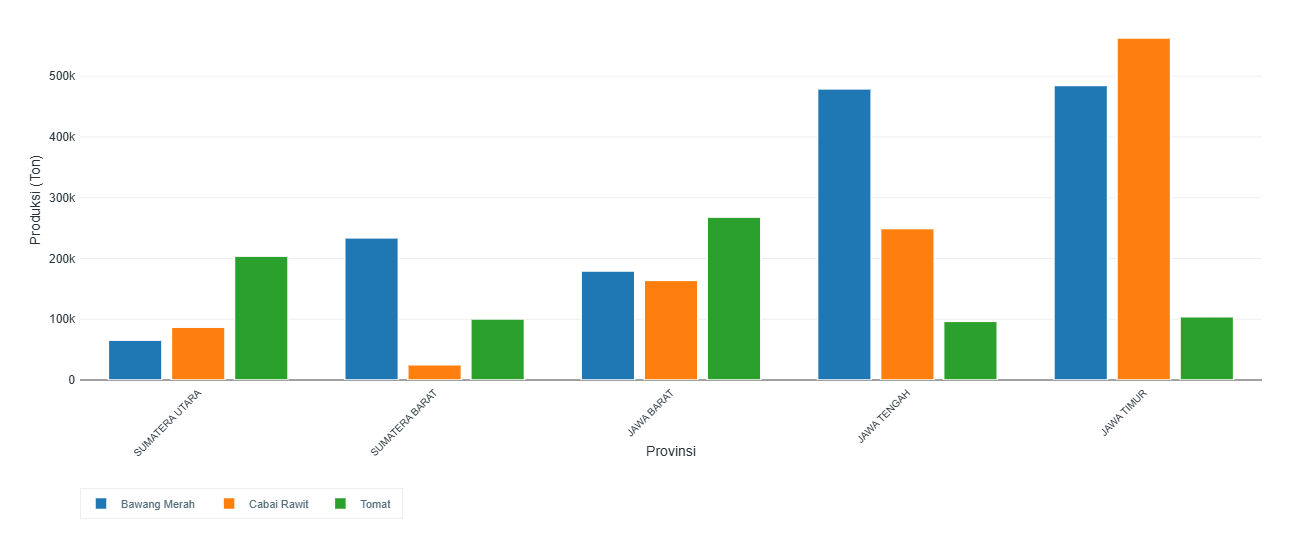 500k
400k
300k
200k
100k
0
Produksi (Ton)
SUMATERA UTARA
SUMATERA BARAT
JAWA BARAT
JAWA TENGAH
JAWA TIMUR
Provinsi
Bawang Merah
Cabai Rawit
Tomat